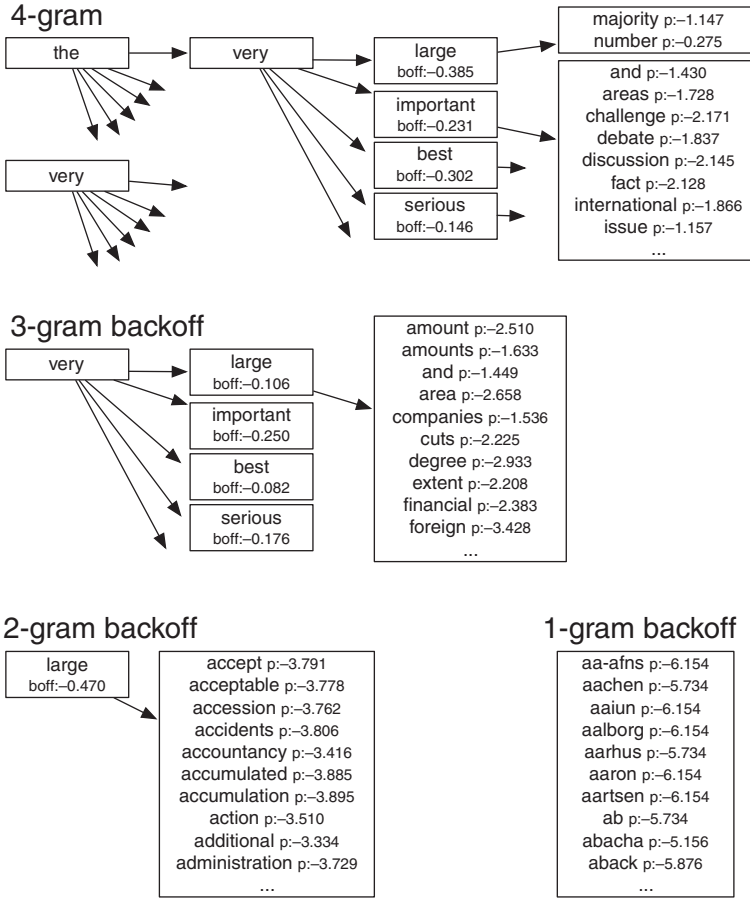 4-gram
the
very
large
boff:–0.385
important
boff:–0.231
best
boff:–0.302
serious
boff:–0.146
majority p:–1.147
number p:–0.275
and p:–1.430
areas p:–1.728
challenge p:–2.171
debate p:–1.837
discussion p:–2.145
fact p:–2.128
international p:–1.866
issue p:–1.157
...
very
3-gram backoff
very
large
boff:–0.106
important
boff:–0.250
best
boff:–0.082
serious
boff:–0.176
amount p:–2.510
amounts p:–1.633
and p:–1.449
area p:–2.658
companies p:–1.536
cuts p:–2.225
degree p:–2.933
extent p:–2.208
financial p:–2.383
foreign p:–3.428
...
2-gram backoff
large
boff:–0.470
accept p:–3.791
acceptable p:–3.778
accession p:–3.762
accidents p:–3.806
accountancy p:–3.416
accumulated p:–3.885
accumulation p:–3.895
action p:–3.510
additional p:–3.334
administration p:–3.729
...
1-gram backoff
aa-afns p:–6.154
aachen p:–5.734
aaiun p:–6.154
aalborg p:–6.154
aarhus p:–5.734
aaron p:–6.154
aartsen p:–6.154
ab p:–5.734
abacha p:–5.156
aback p:–5.876
...